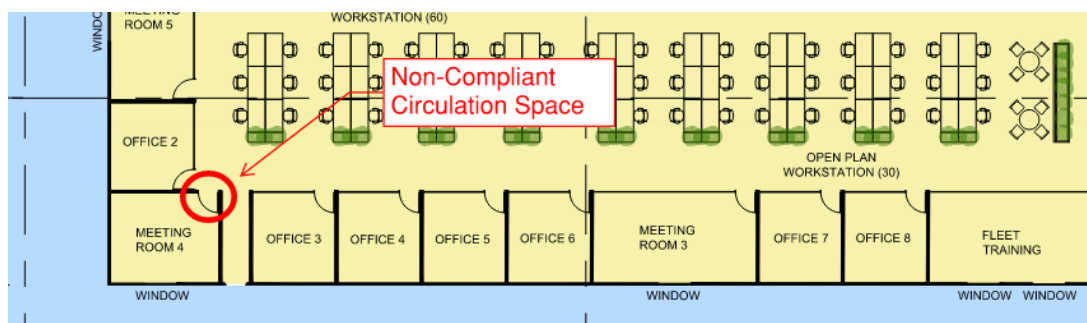 MEETING
ROOM 5
WINDOW
WORKSTATION (60)
Non-Compliant
Circulation Space
OFFICE 2
OPEN PLAN
WORKSTATION (30)
MEETING
ROOM 4
OFFICE 3
OFFICE 4
OFFICE 5
OFFICE 6
MEETING
ROOM 3
OFFICE 7
OFFICE 8
FLEET
TRAINING
WINDOW
WINDOW
WINDOW
WINDOW